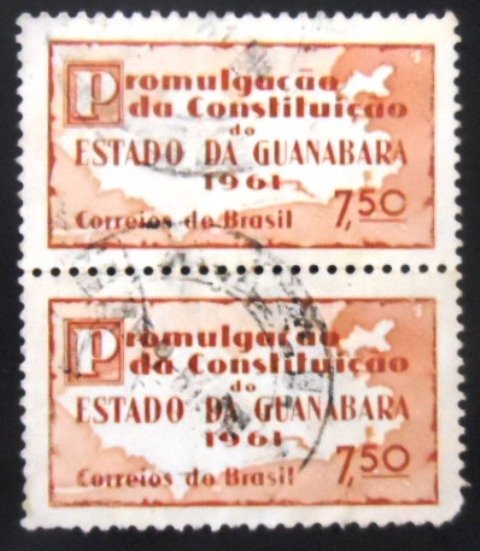 Promulgação
da Constituição
do
ESTADO DA GUANABARA
1961
Correios do Brasil 7,50
Promulgação
da Constituição
do
ESTADO DA GUANABARA
1961
Correios do Brasil 7,50